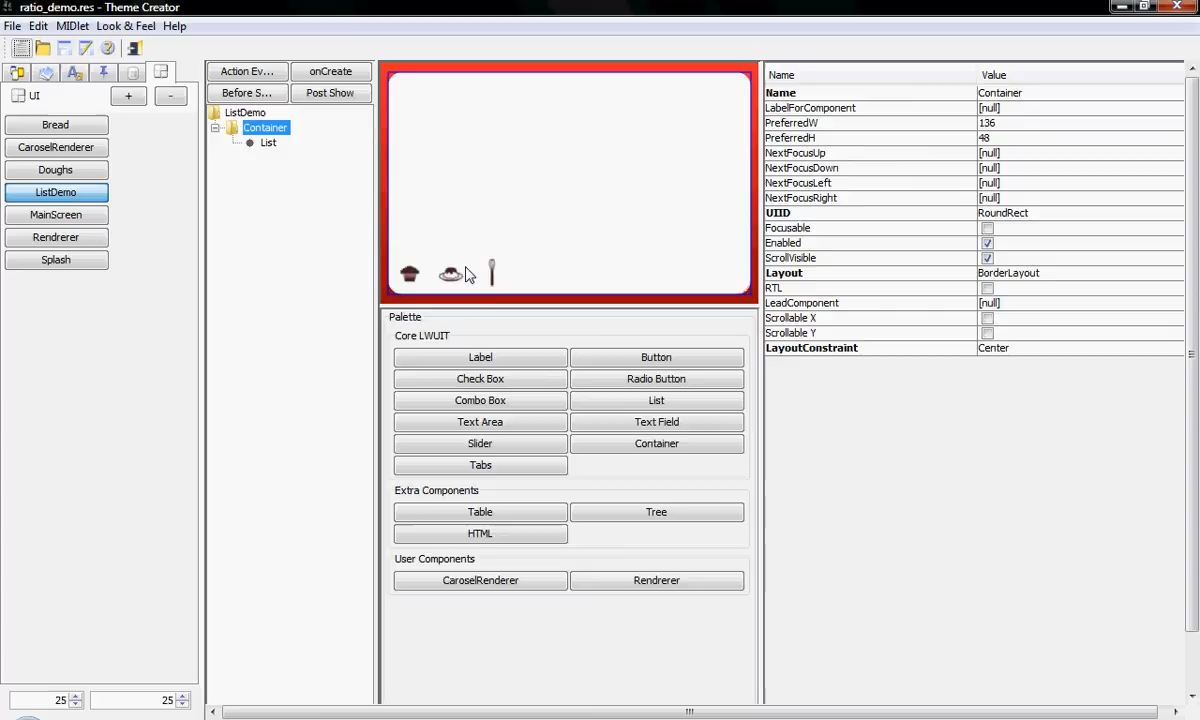 ratio_demo.res - Theme Creator
File Edit MIDlet Look & Feel Help
UI
+
-
Bread
CaroselRenderer
Doughs
ListDemo
MainScreen
Rendrerer
Splash
25
25
Action Ev...
onCreate
Before S...
Post Show
ListDemo
Container
List
Palette
Core LWUIT
Label
Button
Check Box
Radio Button
Combo Box
List
Text Area
Text Field
Slider
Container
Tabs
Extra Components
Table
Tree
HTML
User Components
CaroselRenderer
Rendrerer
Name Value
Name Container
LabelForComponent [null]
PreferredW 136
PreferredH 48
NextFocusUp [null]
NextFocusDown [null]
NextFocusLeft [null]
NextFocusRight [null]
UIID RoundRect
Focusable
Enabled
ScrollVisible
Layout BorderLayout
RTL
LeadComponent [null]
Scrollable X
Scrollable Y
LayoutConstraint Center